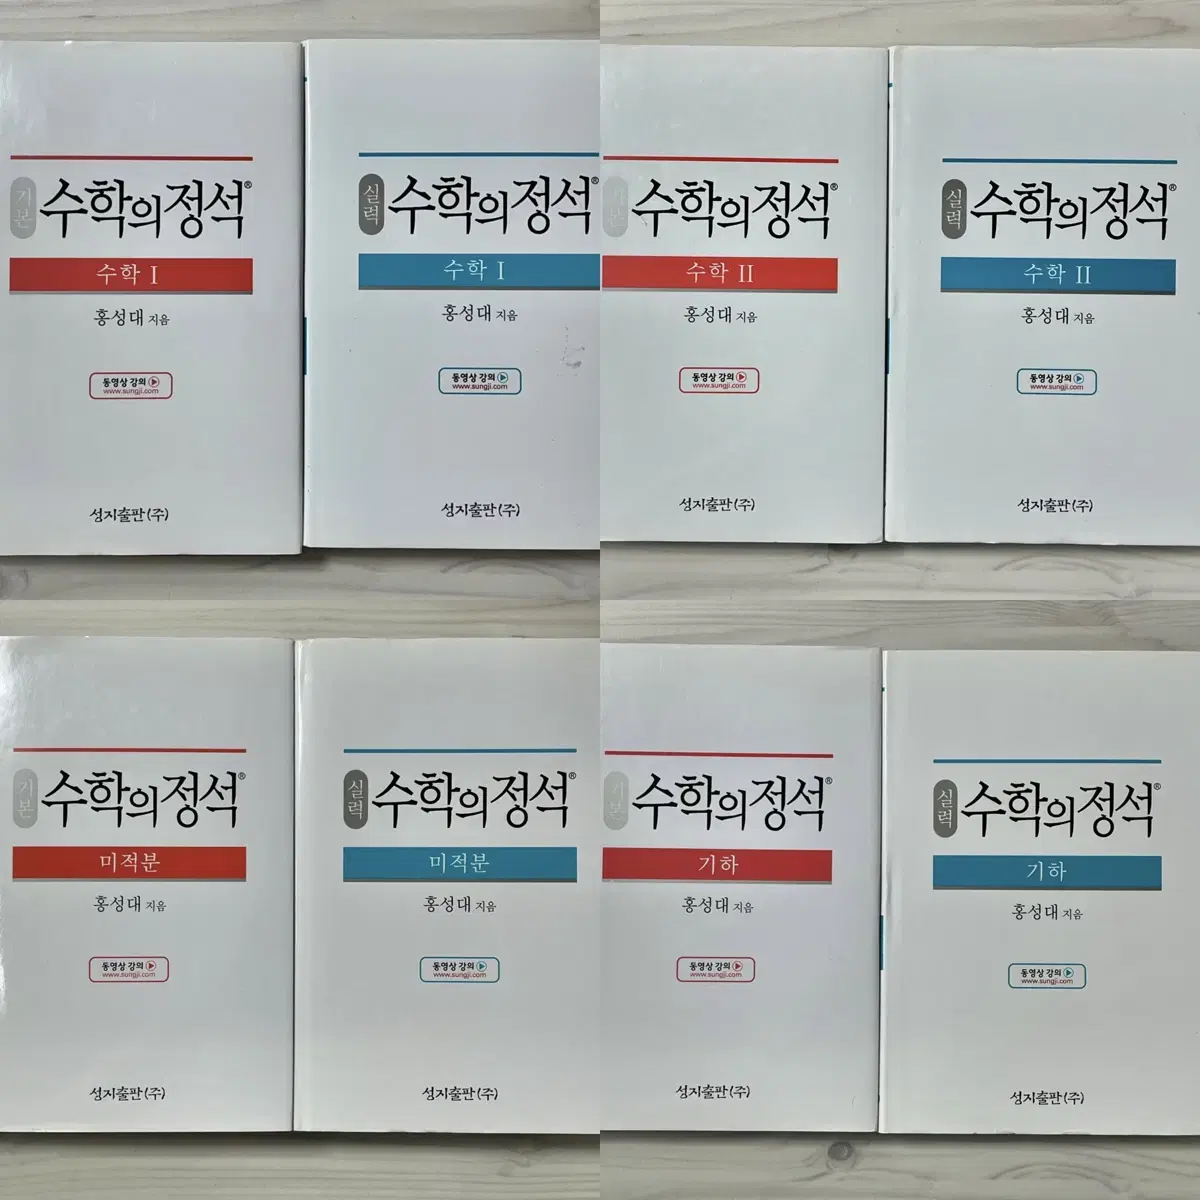 기본 수학의정석®
수학 I
홍성대 지음
동영상 강의
www.sungji.com
성지출판(주)
실력 수학의정석®
수학 I
홍성대 지음
동영상 강의
www.sungji.com
성지출판(주)
기본 수학의정석®
수학 II
홍성대 지음
동영상 강의
www.sungji.com
성지출판(주)
실력 수학의정석®
수학 II
홍성대 지음
동영상 강의
www.sungji.com
성지출판(주)
기본 수학의정석®
미적분
홍성대 지음
동영상 강의
www.sungji.com
성지출판(주)
실력 수학의정석®
미적분
홍성대 지음
동영상 강의
www.sungji.com
성지출판(주)
기본 수학의정석®
기하
홍성대 지음
동영상 강의
www.sungji.com
성지출판(주)
실력 수학의정석®
기하
홍성대 지음
동영상 강의
www.sungji.com
성지출판(주)